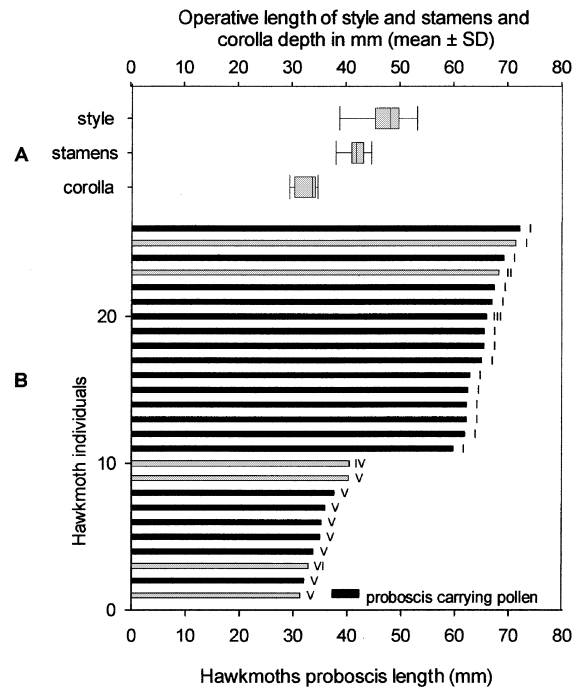 Operative length of style and stamens and
corolla depth in mm (mean ± SD)
0 10 20 30 40 50 60 70 80
style
A
stamens
corolla
I
I
I
II
I
I
20
III
I
I
I
I
I
I
I
I
I
B
Hawkmoth individuals
10
IV
V
V
V
V
V
V
VI
V
V
proboscis carrying pollen
0
0 10 20 30 40 50 60 70 80
Hawkmoths proboscis length (mm)